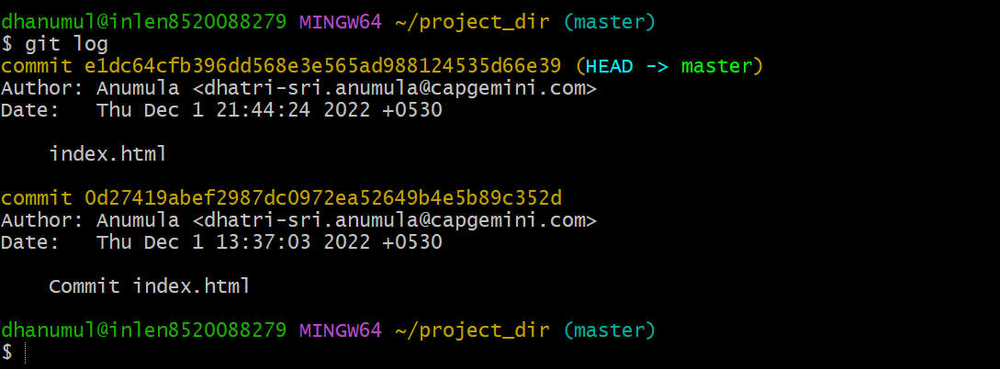 dhanumul@inlen8520088279 MINGW64 ~/project_dir (master)
$ git log
commit e1dc64cfb396dd568e3e565ad988124535d66e39 (HEAD -> master)
Author: Anumula <dhatri-sri.anumula@capgemini.com>
Date:   Thu Dec 1 21:44:24 2022 +0530
    index.html
commit 0d27419abef2987dc0972ea52649b4e5b89c352d
Author: Anumula <dhatri-sri.anumula@capgemini.com>
Date:   Thu Dec 1 13:37:03 2022 +0530
    Commit index.html
dhanumul@inlen8520088279 MINGW64 ~/project_dir (master)
$